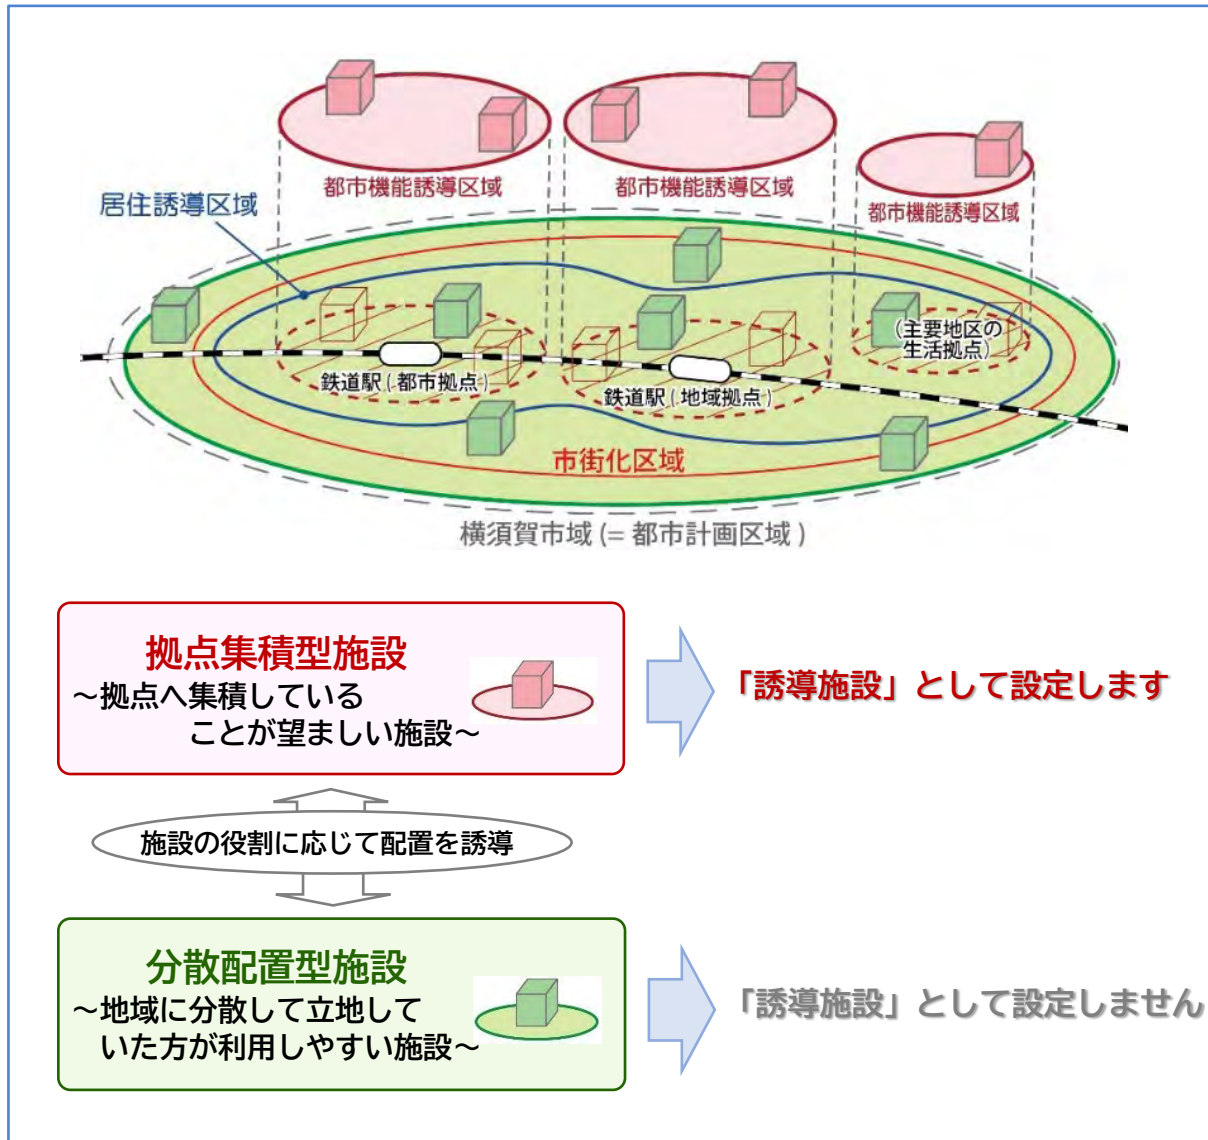 都市機能誘導区域
都市機能誘導区域
都市機能誘導区域
居住誘導区域
(主要地区の
生活拠点)
鉄道駅(都市拠点)
鉄道駅(地域拠点)
市街化区域
横須賀市域(=都市計画区域)
拠点集積型施設
~拠点へ集積している
ことが望ましい施設~
「誘導施設」として設定します
施設の役割に応じて配置を誘導
分散配置型施設
~地域に分散して立地して
いた方が利用しやすい施設~
「誘導施設」として設定しません